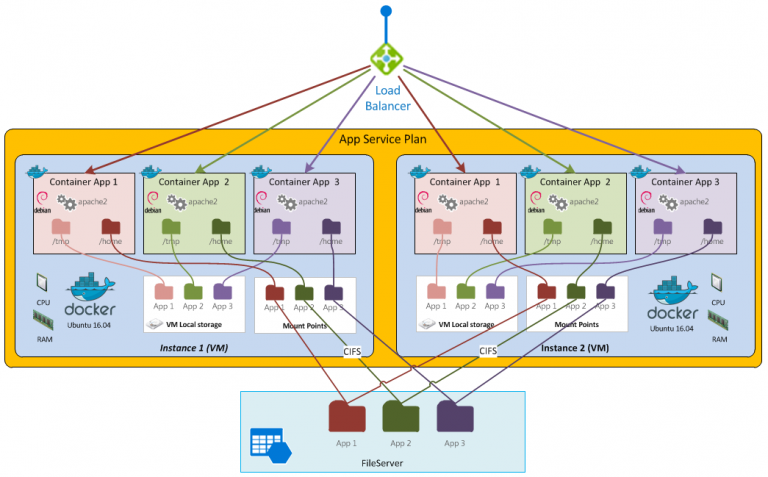 Load
Balancer
App Service Plan
Container App 1
debian
apache2
/tmp
/home
Container App 2
debian
apache2
/tmp
/home
Container App 3
debian
apache2
/tmp
/home
CPU
RAM
docker
Ubuntu 16.04
App 1
App 2
App 3
VM Local storage
App 1
App 2
App 3
Mount Points
Instance 1 (VM)
CIFS
Container App 1
debian
apache2
/tmp
/home
Container App 2
debian
apache2
/tmp
/home
Container App 3
debian
apache2
/tmp
/home
App 1
App 2
App 3
VM Local storage
App 1
App 2
App 3
Mount Points
docker
Ubuntu 16.04
CPU
RAM
CIFS
Instance 2 (VM)
App 1
App 2
App 3
FileServer